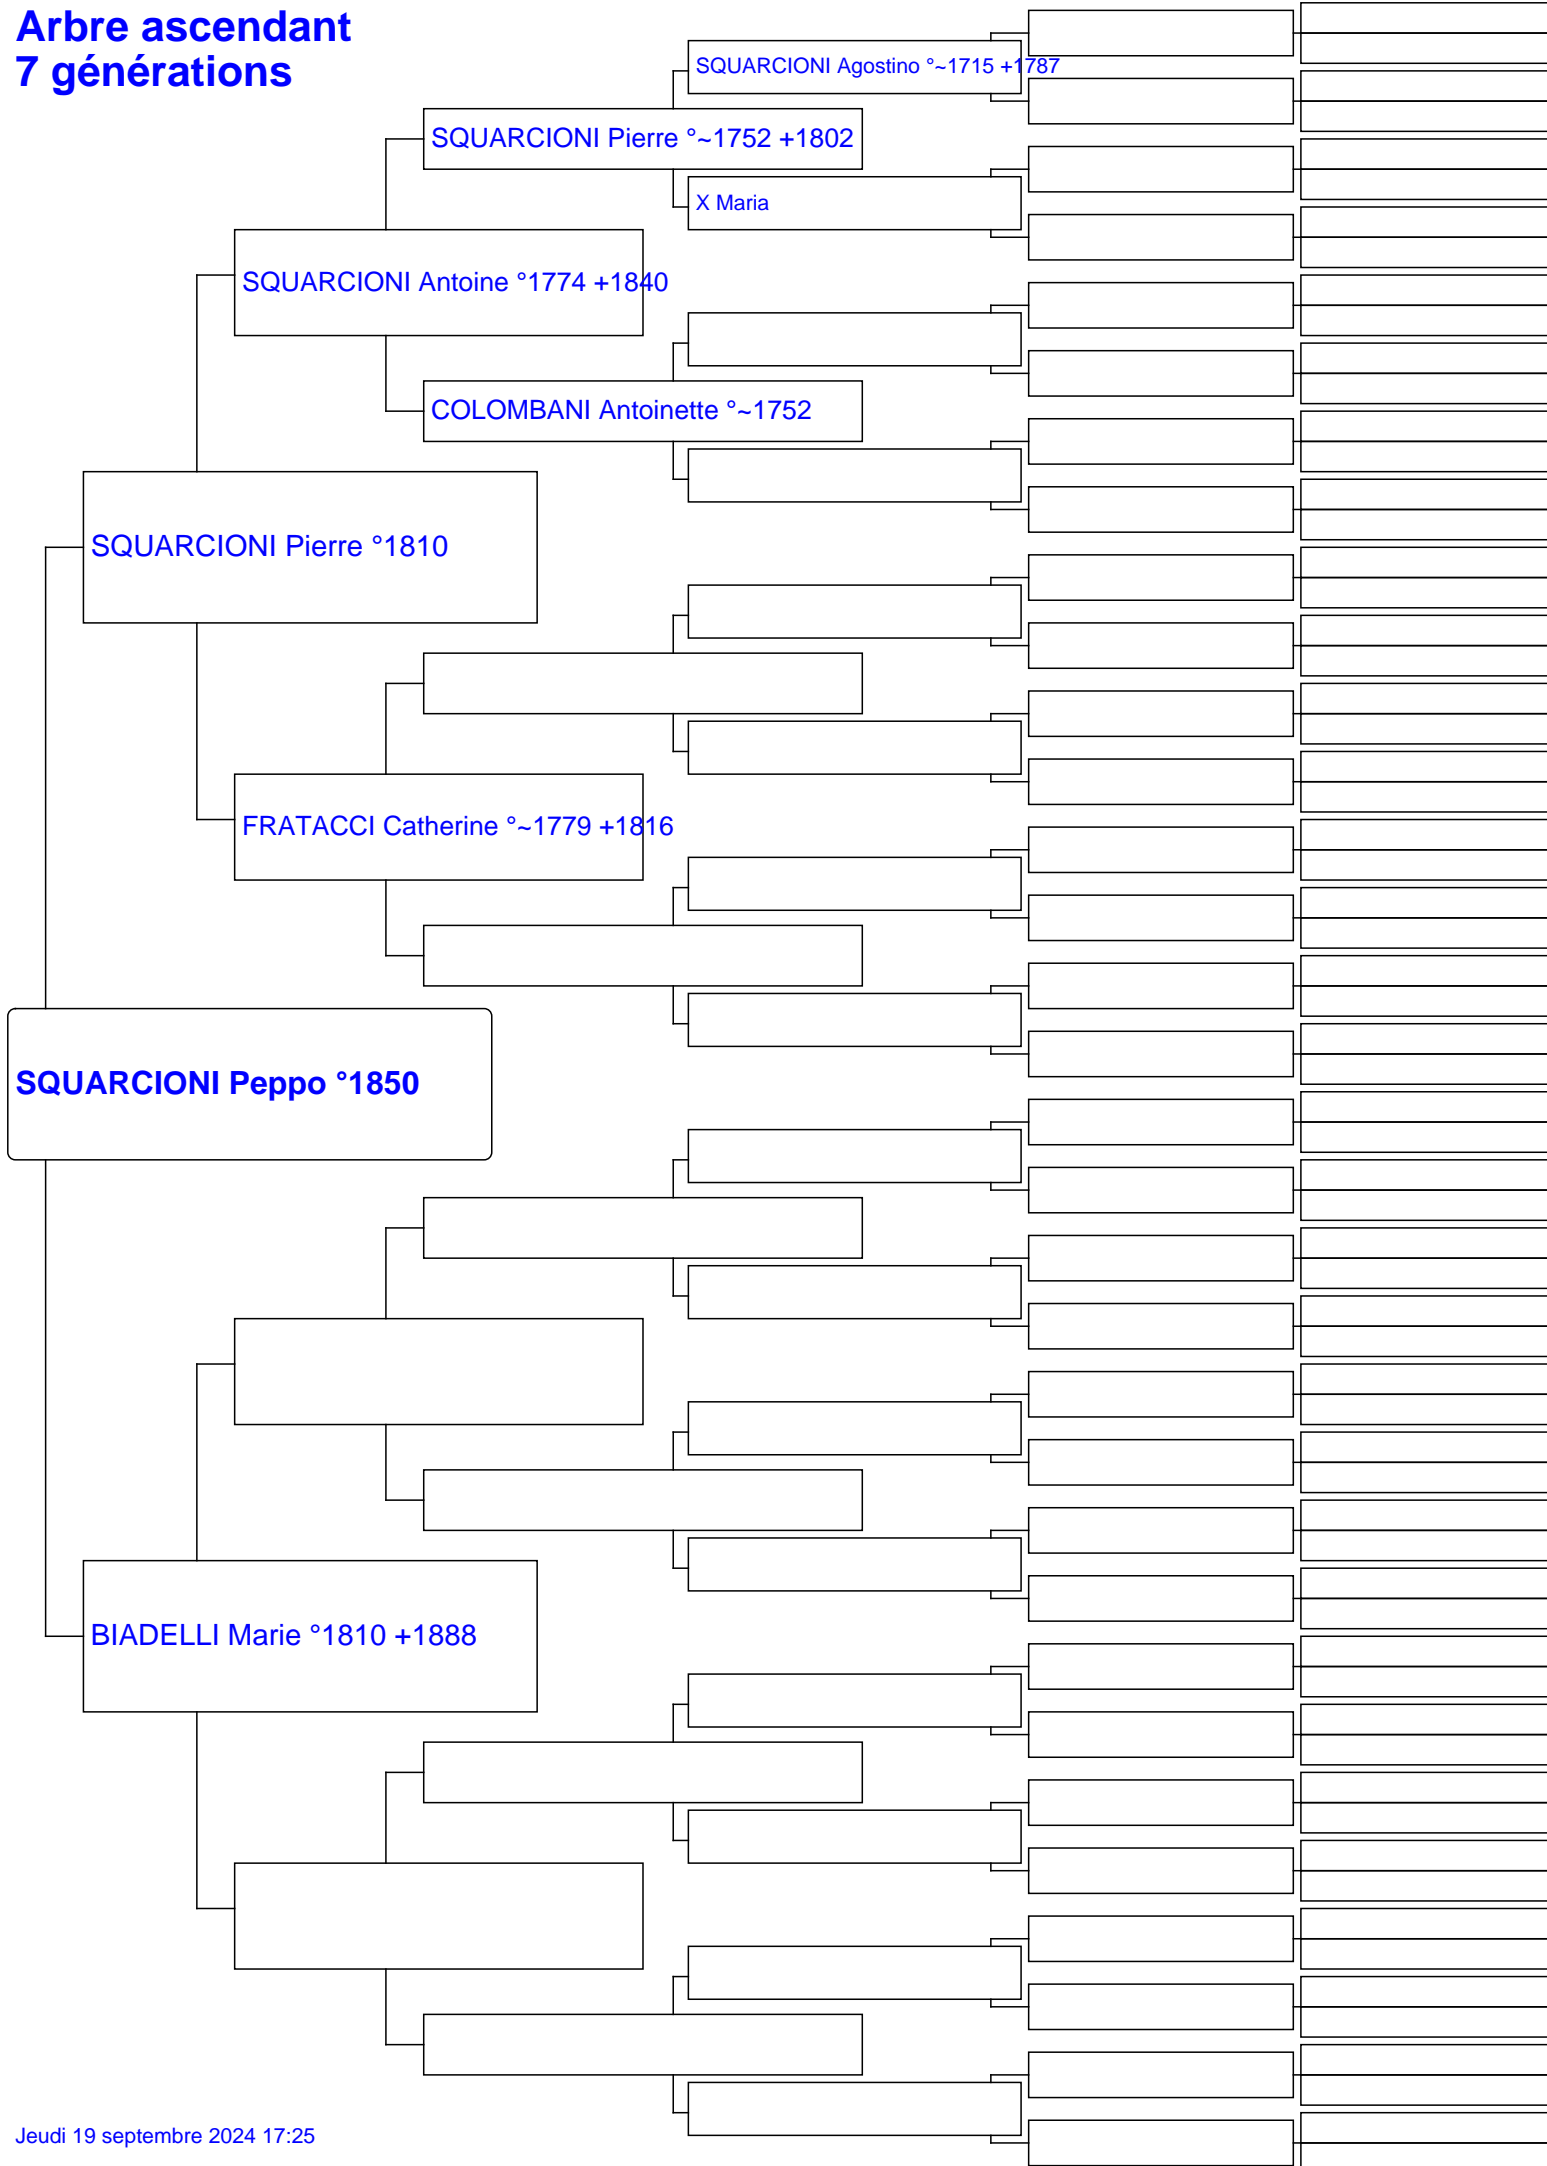 Arbre ascendant
7 générations
SQUARCIONI Agostino °~1715 +1787
SQUARCIONI Pierre °~1752 +1802
X Maria
SQUARCIONI Antoine °1774 +1840
COLOMBANI Antoinette °~1752
SQUARCIONI Pierre °1810
FRATACCI Catherine °~1779 +1816
SQUARCIONI Peppo °1850
BIADELLI Marie °1810 +1888
Jeudi 19 septembre 2024 17:25